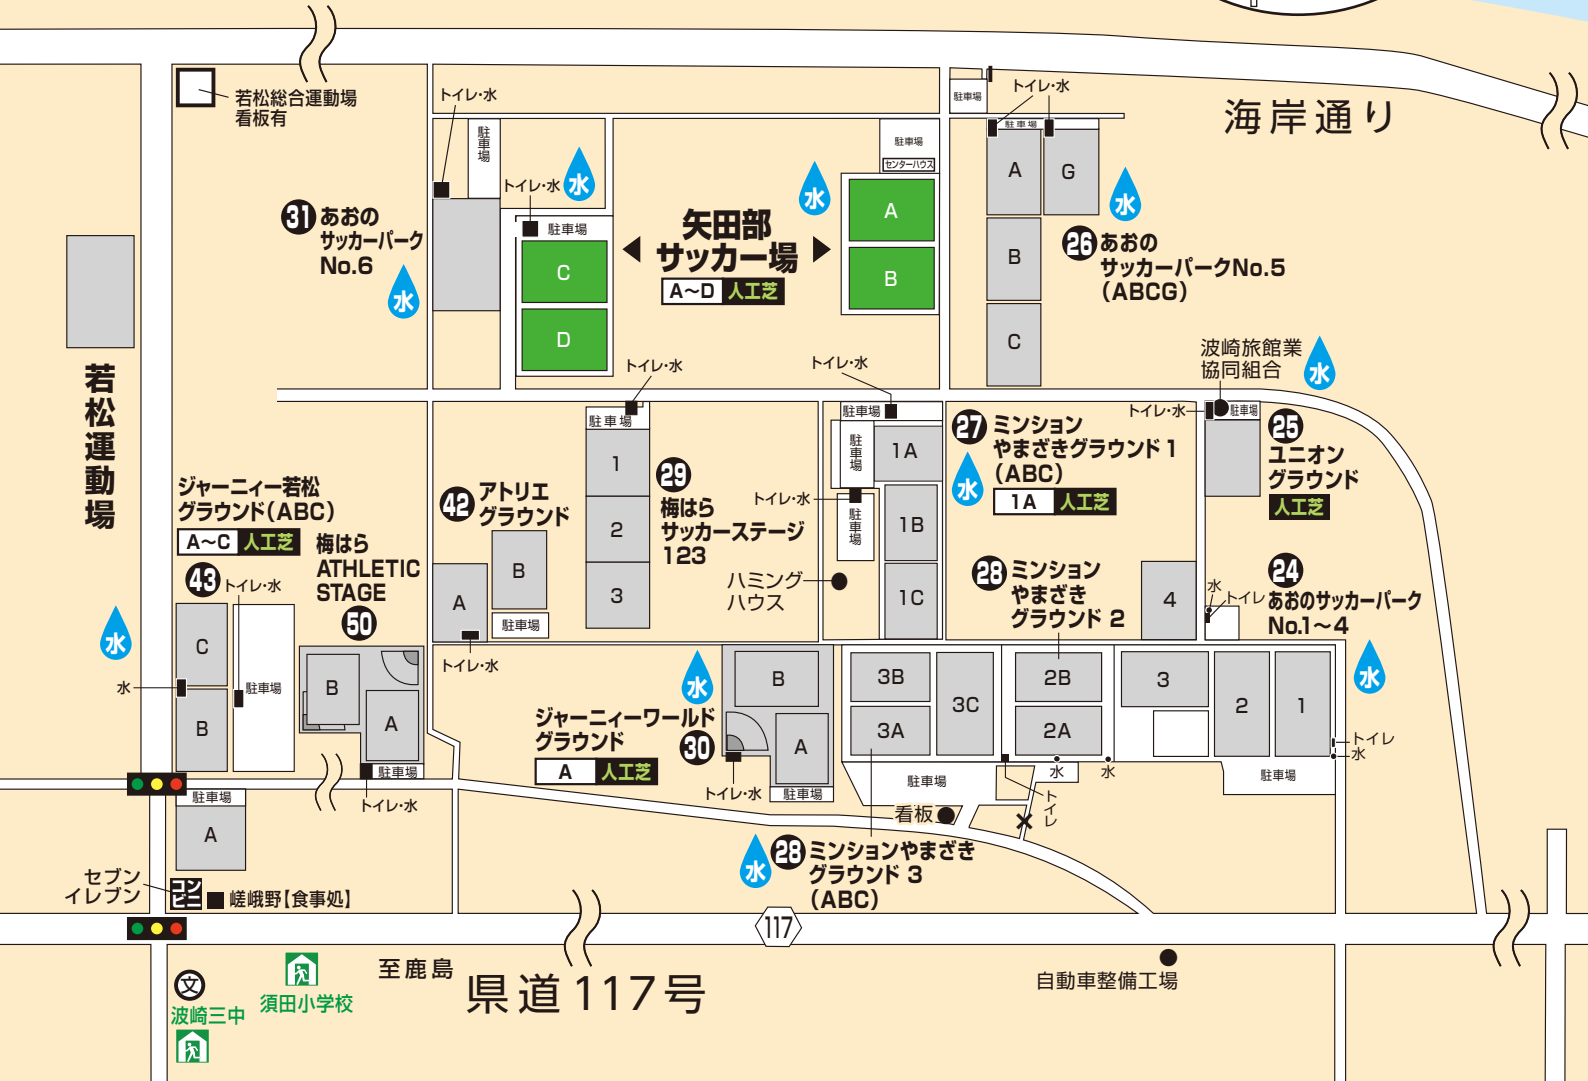 若松総合運動場
看板有
トイレ・水
駐車場
トイレ・水
水
31 あおの
サッカーパーク
No.6
水
駐車場
C
D
矢田部
サッカー場
A～D 人工芝
水
駐車場
センターハウス
A
B
駐車場
トイレ・水
駐車場
A
G
B
C
水
海岸通り
26 あおの
サッカーパークNo.5
(ABCG)
波崎旅館業
協同組合
水
若松運動場
トイレ・水
駐車場
1
2
3
29
梅はら
サッカーステージ
123
トイレ・水
駐車場
駐車場
1A
トイレ・水
駐車場
1B
1C
ハミング
ハウス
27 ミンション
やまざきグラウンド1
(ABC)
水
1A 人工芝
トイレ・水
駐車場
25
ユニオン
グラウンド
人工芝
ジャーニィー若松
グラウンド(ABC)
A～C 人工芝
43
トイレ・水
梅はら
ATHLETIC
STAGE
50
42 アトリエ
グラウンド
A
B
駐車場
トイレ・水
28 ミンション
やまざき
グラウンド 2
4
水
トイレ
24
あおのサッカーパーク
No.1～4
水
水
C
水
B
駐車場
B
A
駐車場
トイレ・水
水
ジャーニィーワールド
グラウンド
30
A 人工芝
B
A
トイレ・水
駐車場
3B
3A
3C
2B
2A
3
2
1
トイレ
水
駐車場
駐車場
水
水
トイレ
看板
駐車場
A
水
28 ミンションやまざき
グラウンド 3
(ABC)
セブン
イレブン
コン
ビニ
嵯峨野【食事処】
117
至鹿島
県道117号
自動車整備工場
文
波崎三中
須田小学校